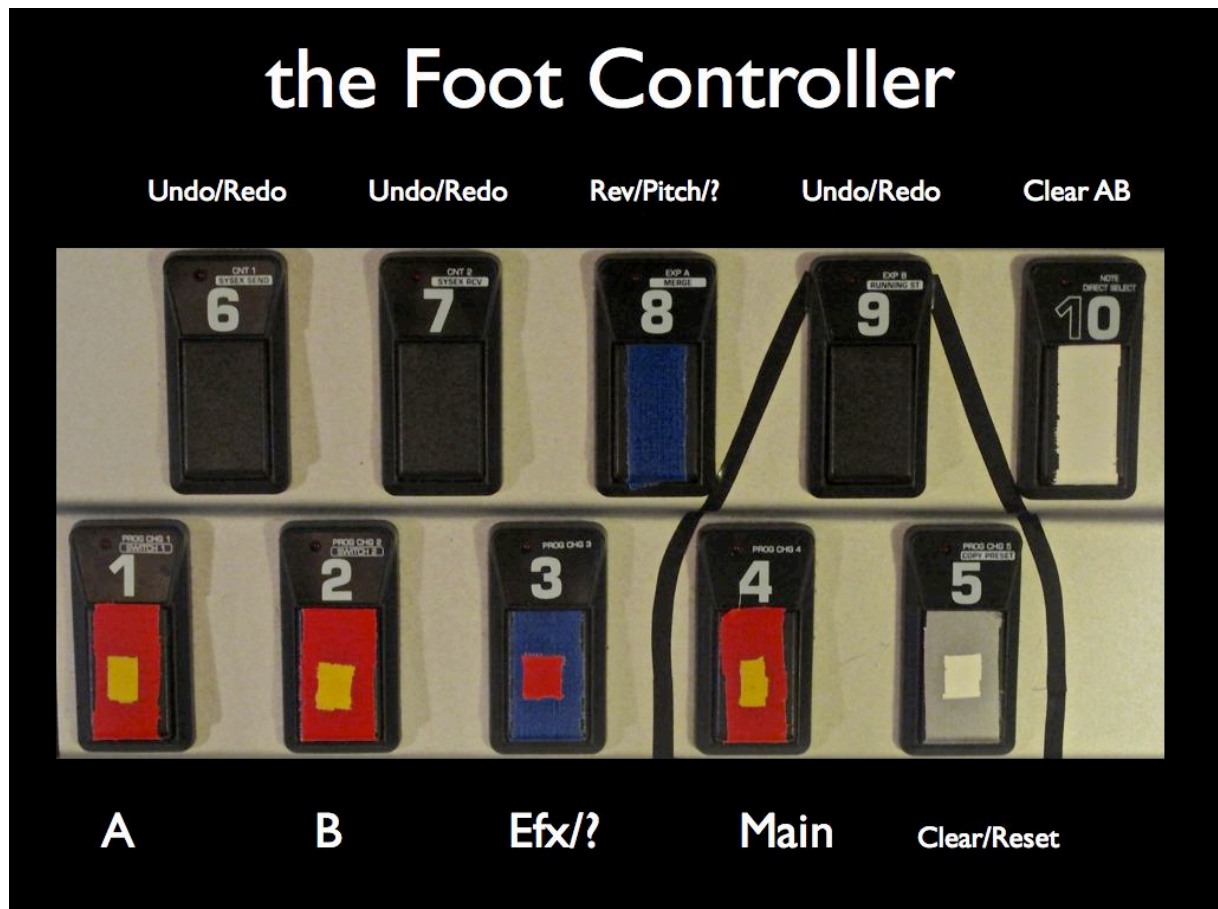 the Foot Controller
Undo/Redo
Undo/Redo
Rev/Pitch/?
Undo/Redo
Clear AB
CNT 1
SYSEX SEND
6
CNT 2
SYSEX RCV
7
EXP A
MERGE
8
EXP B
RUNNING ST
9
NOTE
DIRECT SELECT
10
PROG CHG 1
SWITCH 1
1
PROG CHG 2
SWITCH 2
2
PROG CHG 3
3
PROG CHG 4
4
PROG CHG 5
COPY PRESET
5
A
B
Efx/?
Main
Clear/Reset